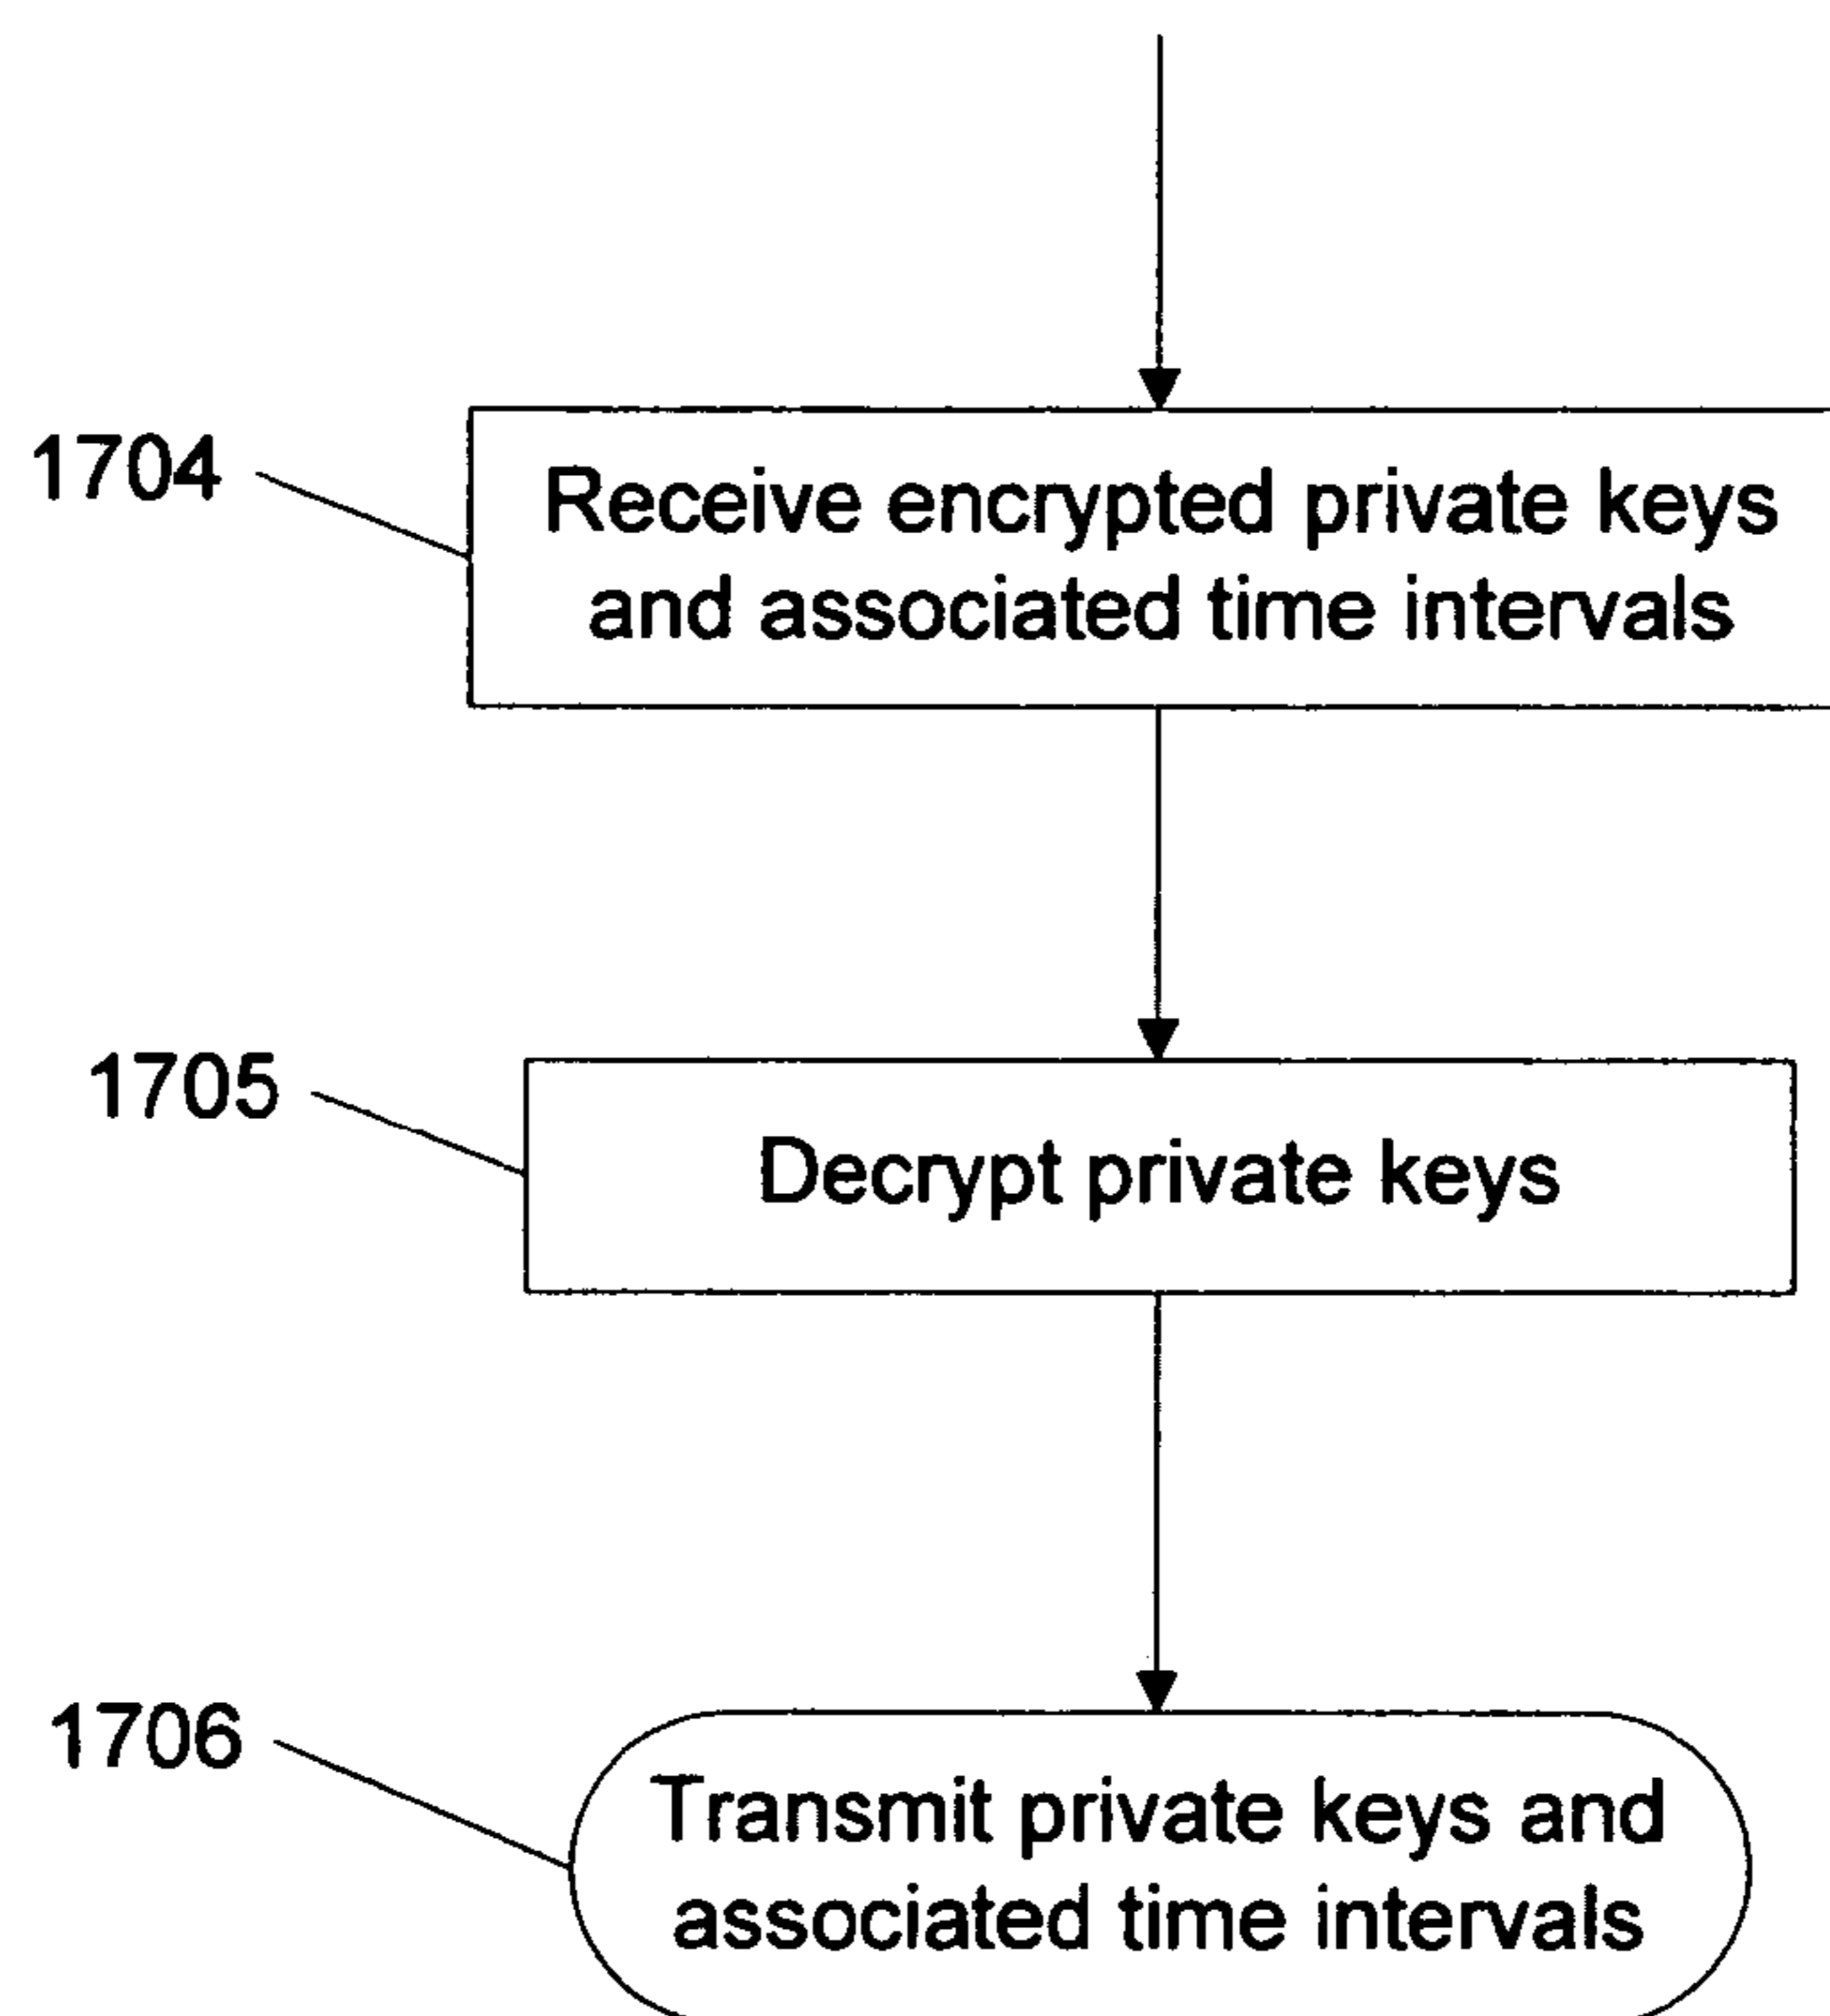 1704
Receive encrypted private keys
and associated time intervals
1705
Decrypt private keys
1706
Transmit private keys and
associated time intervals